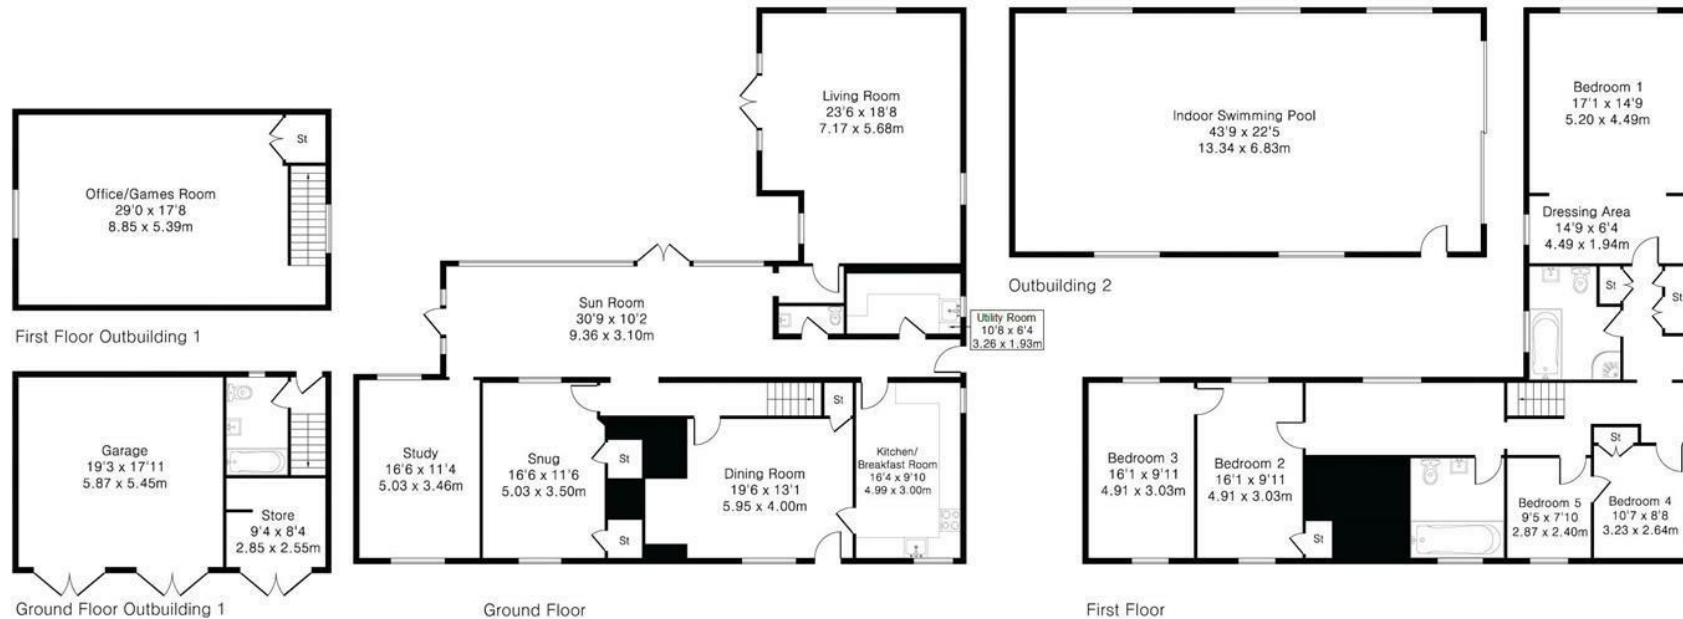 Office/Games Room
29'0 x 17'8
8.85 x 5.39m
St
First Floor Outbuilding 1
Garage
19'3 x 17'11
5.87 x 5.45m
Store
9'4 x 8'4
2.85 x 2.55m
Ground Floor Outbuilding 1
Living Room
23'6 x 18'8
7.17 x 5.68m
Sun Room
30'9 x 10'2
9.36 x 3.10m
Utility Room
10'8 x 6'4
3.26 x 1.93m
Study
16'6 x 11'4
5.03 x 3.46m
Snug
16'6 x 11'6
5.03 x 3.50m
St
St
Dining Room
19'6 x 13'1
5.95 x 4.00m
St
Kitchen/
Breakfast Room
16'4 x 9'10
4.99 x 3.00m
Ground Floor
Indoor Swimming Pool
43'9 x 22'5
13.34 x 6.83m
Outbuilding 2
Bedroom 1
17'1 x 14'9
5.20 x 4.49m
Dressing Area
14'9 x 6'4
4.49 x 1.94m
St
St
Bedroom 3
16'1 x 9'11
4.91 x 3.03m
Bedroom 2
16'1 x 9'11
4.91 x 3.03m
St
St
Bedroom 5
9'5 x 7'10
2.87 x 2.40m
Bedroom 4
10'7 x 8'8
3.23 x 2.64m
First Floor